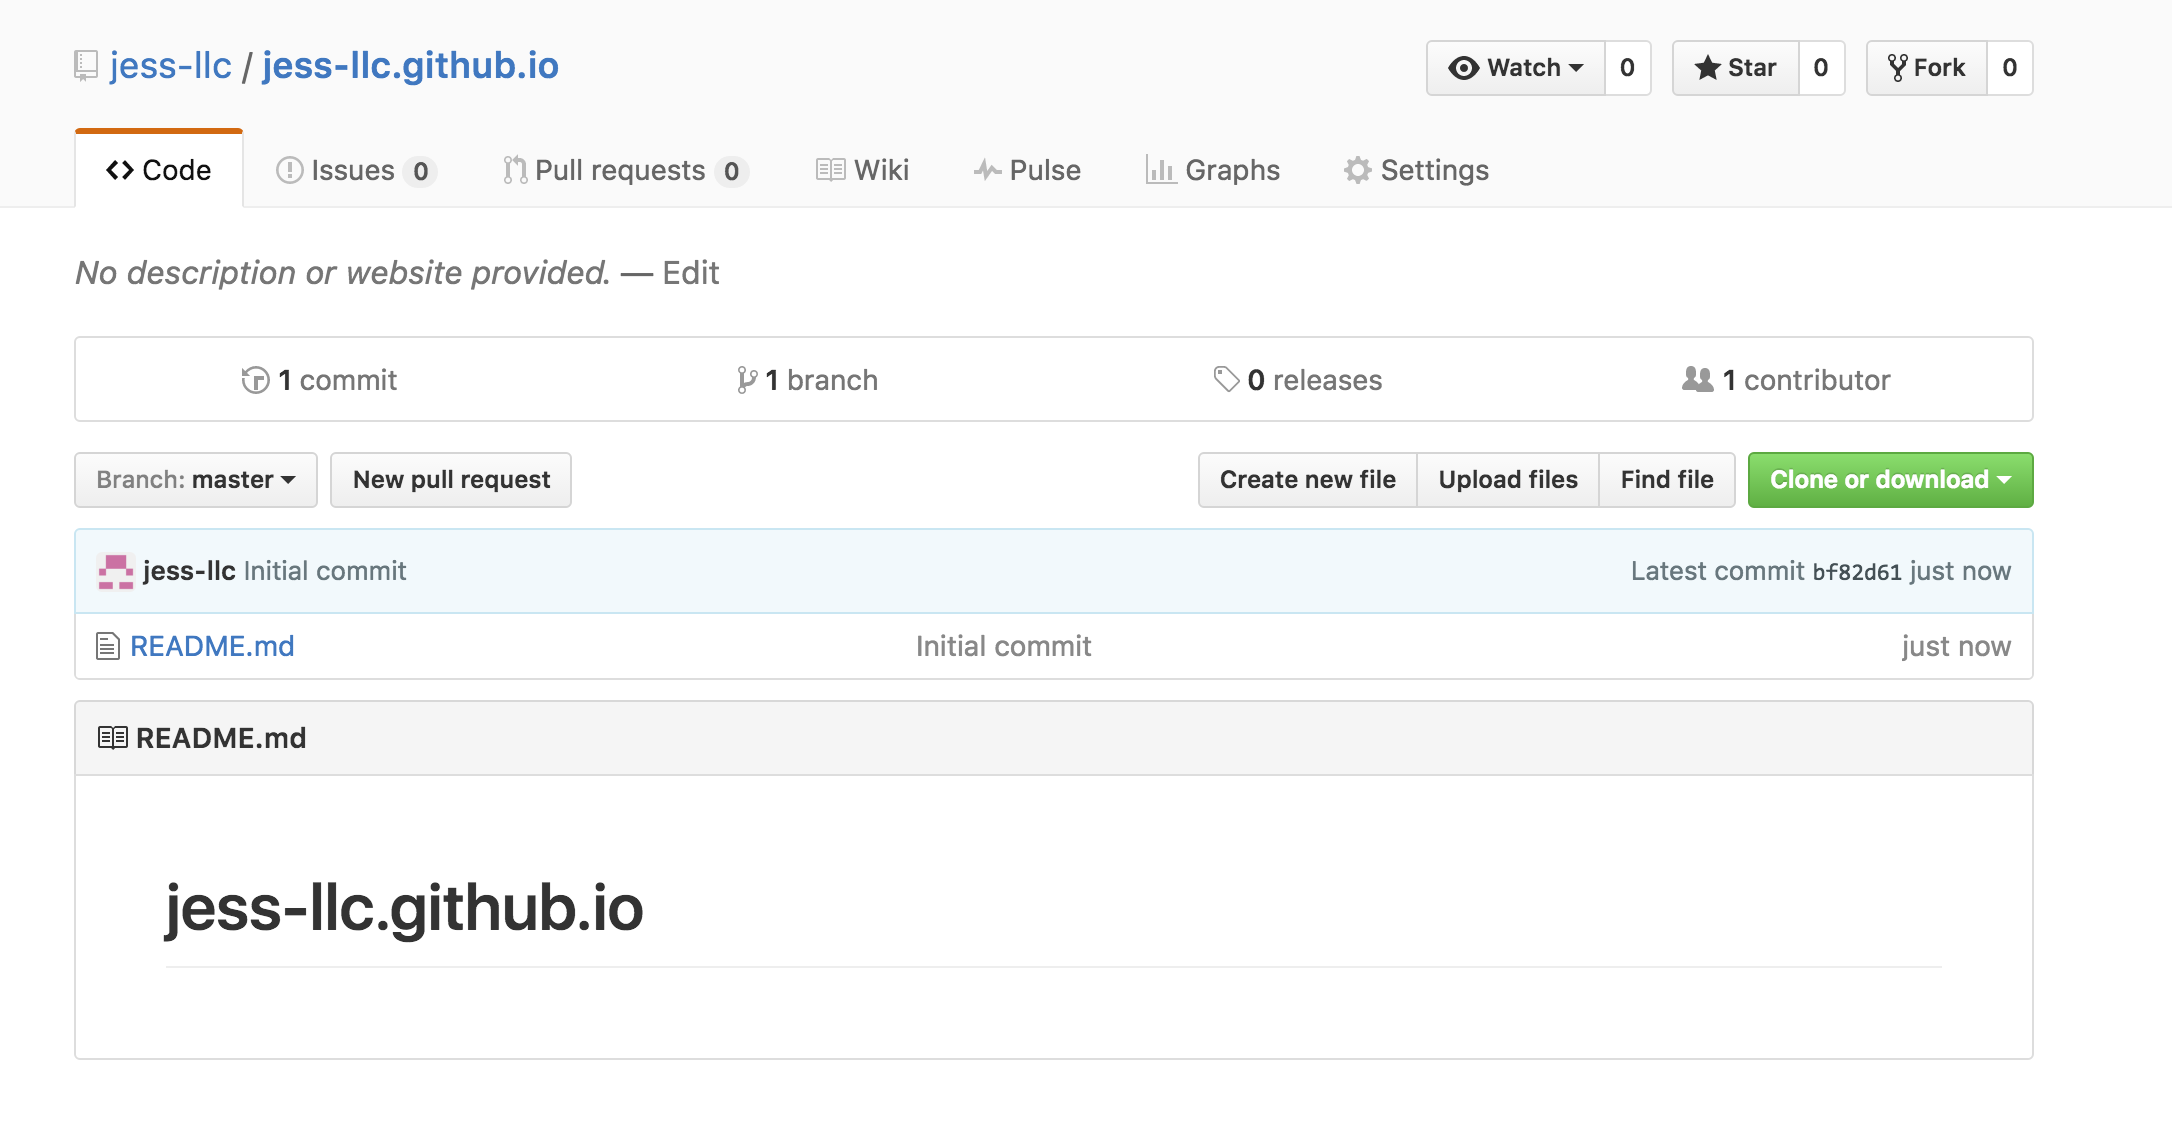 jess-llc / jess-llc.github.io Watch 0 Star 0 Fork 0
Code Issues 0 Pull requests 0 Wiki Pulse Graphs Settings
No description or website provided. — Edit
1 commit 1 branch 0 releases 1 contributor
Branch: master New pull request Create new file Upload files Find file Clone or download
jess-llc Initial commit Latest commit bf82d61 just now
README.md Initial commit just now
README.md
jess-llc.github.io